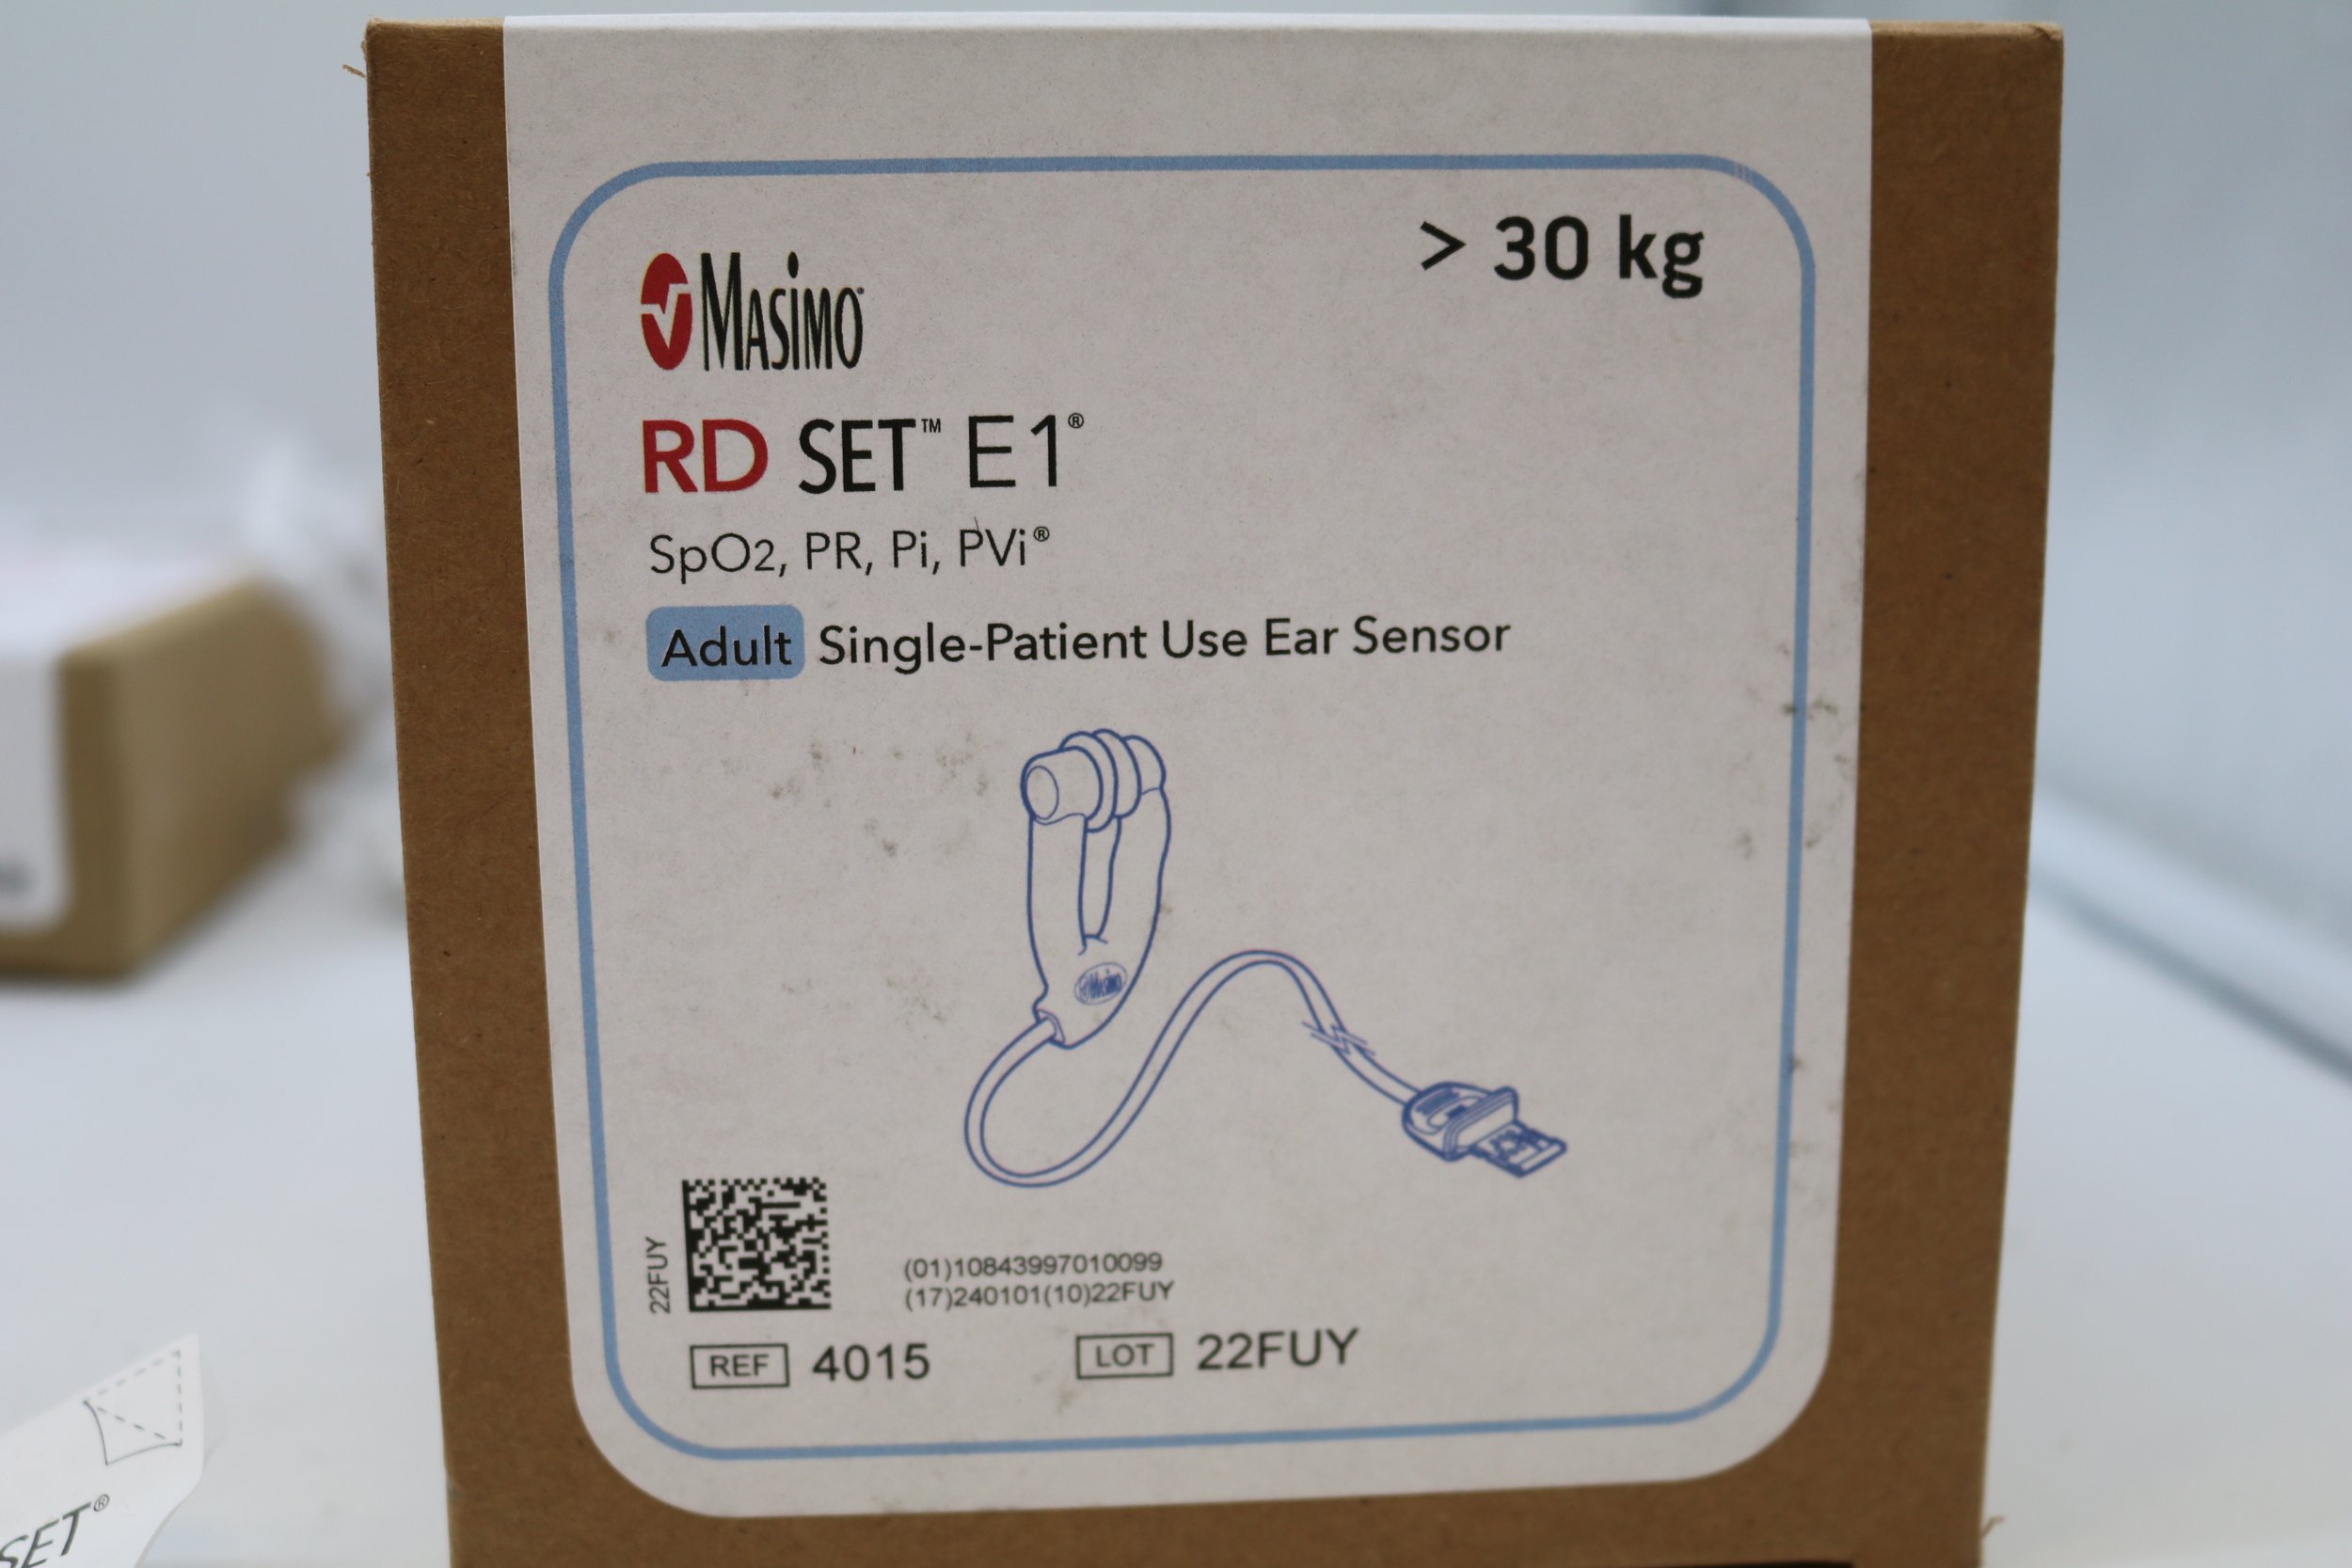 > 30 kg
MASiMO®
RD SET™ E1®
SpO2, PR, Pi, PVi®
Adult Single-Patient Use Ear Sensor
Masimo
22FUY
(01)10843997010099
(17)240101(10)22FUY
REF 4015
LOT 22FUY
SET®